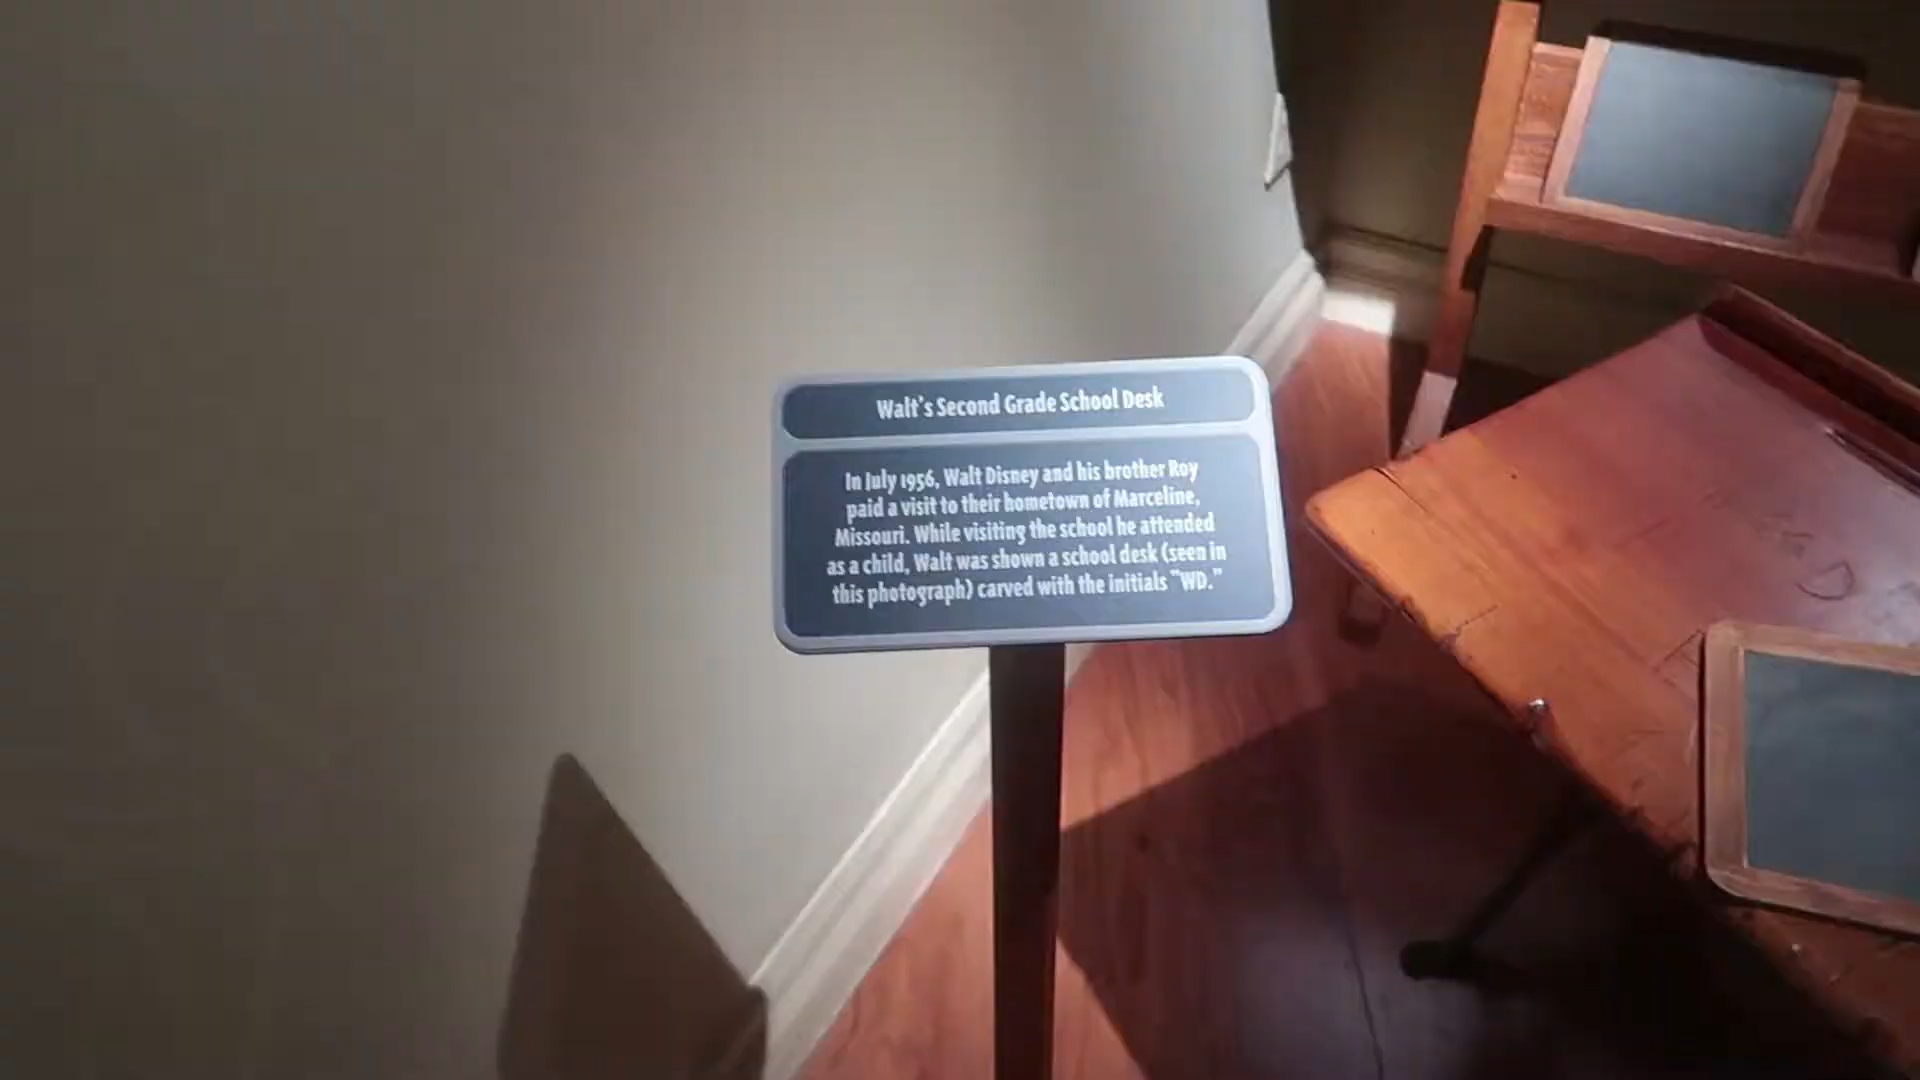 Walt's Second Grade School Desk
In July 1956, Walt Disney and his brother Roy
paid a visit to their hometown of Marceline,
Missouri. While visiting the school he attended
as a child, Walt was shown a school desk (seen in
this photograph) carved with the initials "WD."